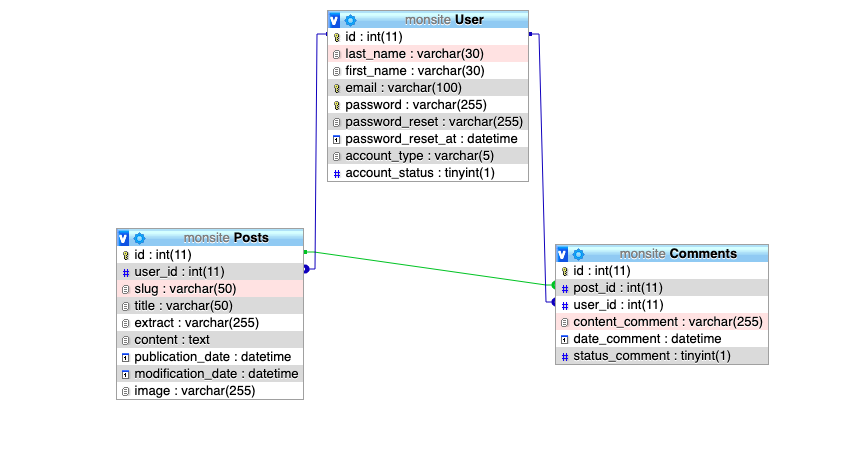 monsite User
id : int(11)
last_name : varchar(30)
first_name : varchar(30)
email : varchar(100)
password : varchar(255)
password_reset : varchar(255)
password_reset_at : datetime
account_type : varchar(5)
# account_status : tinyint(1)
monsite Posts
id : int(11)
# user_id : int(11)
slug : varchar(50)
title : varchar(50)
extract : varchar(255)
content : text
publication_date : datetime
modification_date : datetime
image : varchar(255)
monsite Comments
id : int(11)
# post_id : int(11)
# user_id : int(11)
content_comment : varchar(255)
date_comment : datetime
# status_comment : tinyint(1)